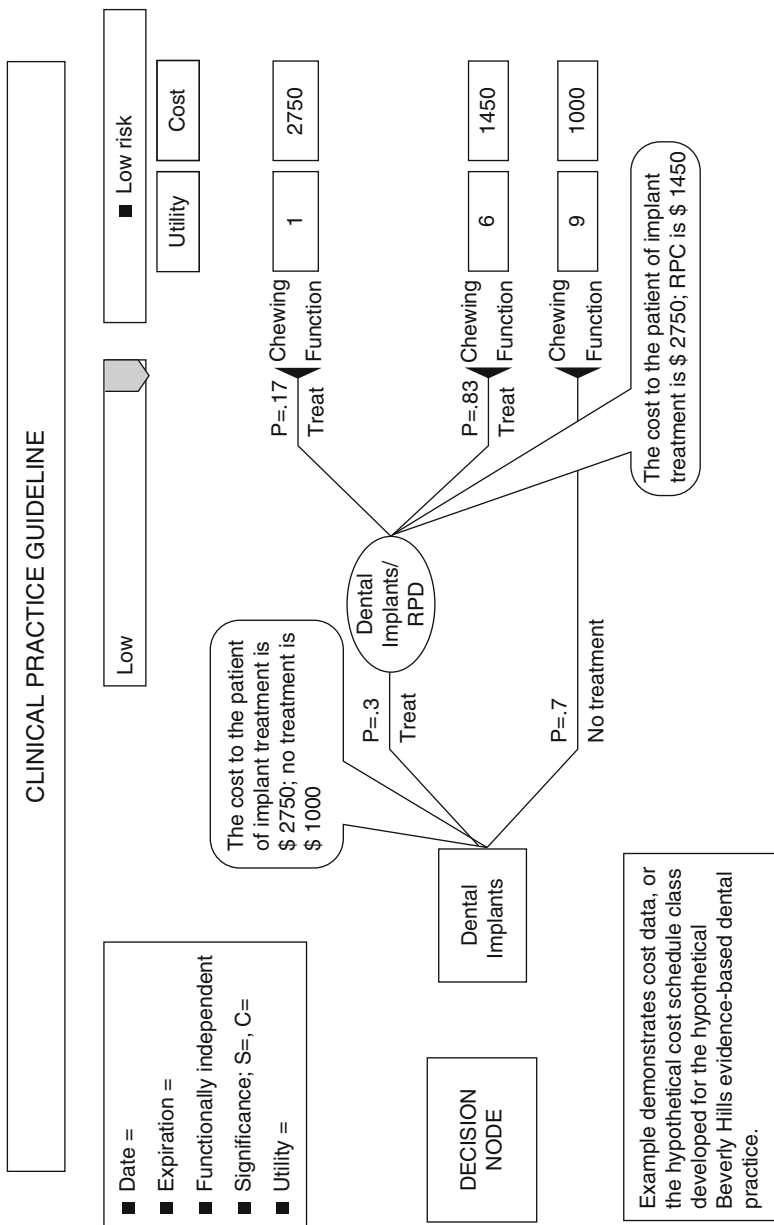 CLINICAL PRACTICE GUIDELINE
■ Date =
■ Expiration =
■ Functionally independent
■ Significance; S=, C=
■ Utility =
Low
■ Low risk
Utility
Cost
The cost to the patient
of implant treatment is
$ 2750; no treatment is
$ 1000
DECISION
NODE
Dental
Implants
P=.3
Treat
Dental
Implants/
RPD
P=.17
Treat
Chewing
Function
1
2750
P=.83
Treat
Chewing
Function
6
1450
P=.7
No treatment
Chewing
Function
9
1000
The cost to the patient of implant
treatment is $ 2750; RPC is $ 1450
Example demonstrates cost data, or
the hypothetical cost schedule class
developed for the hypothetical
Beverly Hills evidence-based dental
practice.